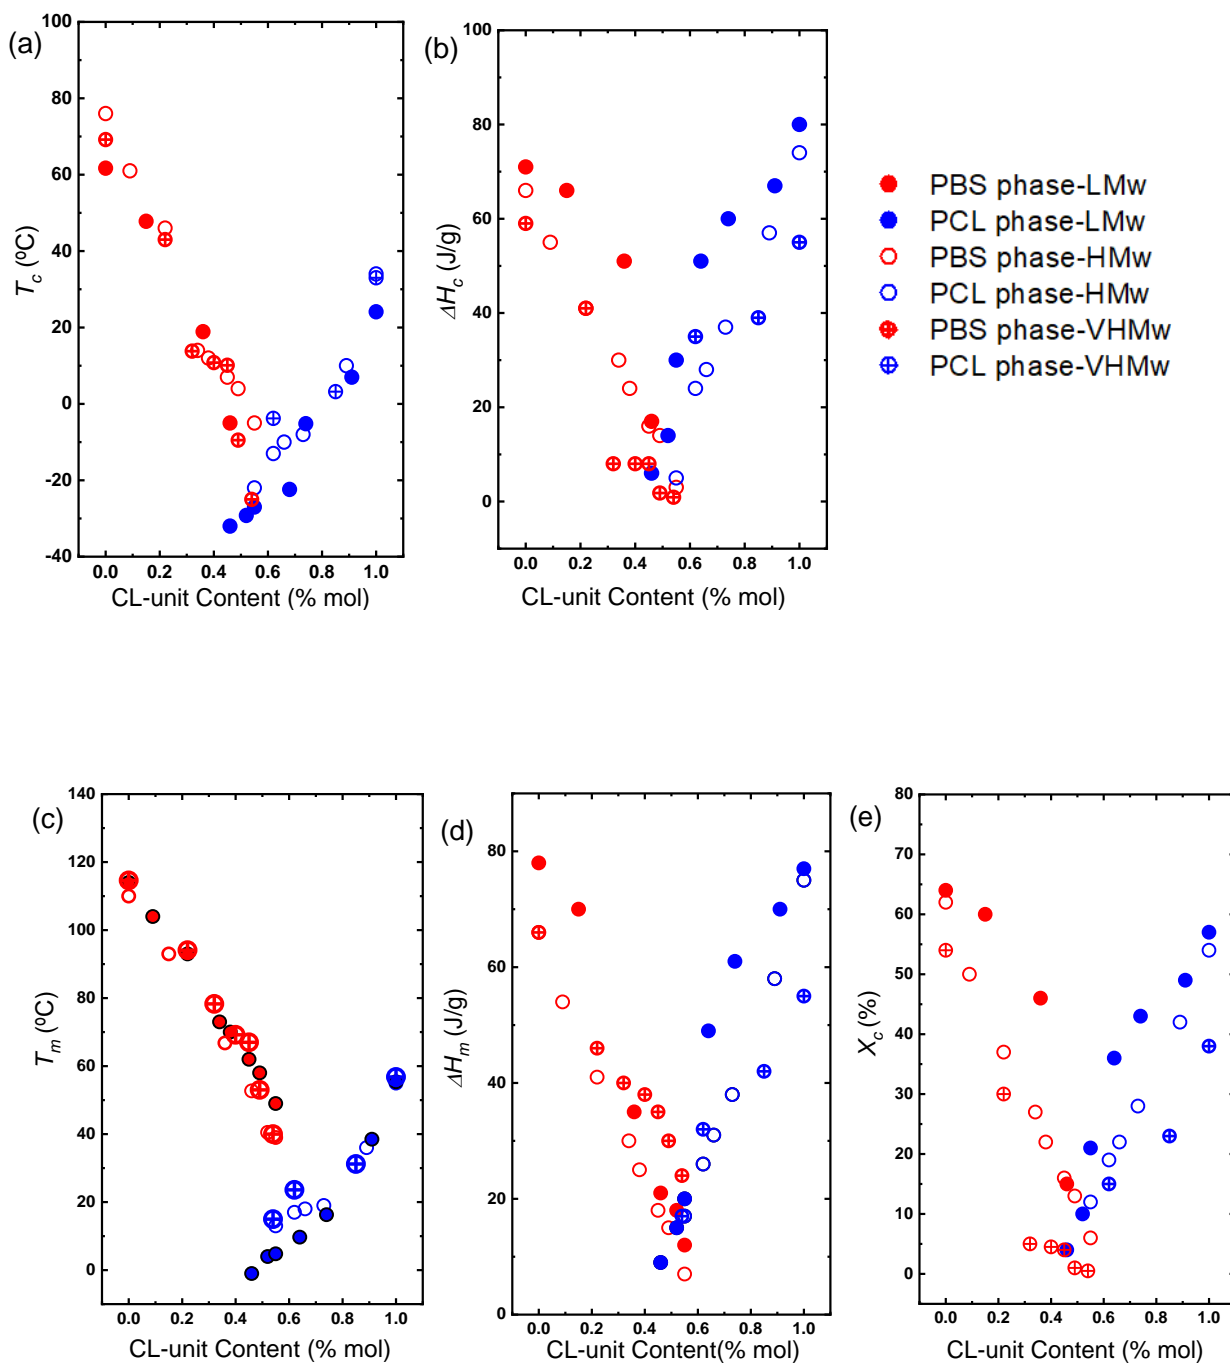 (a)
100
80
60
40
20
0
-20
-40
T_c (ºC)
0.0 0.2 0.4 0.6 0.8 1.0
CL-unit Content (% mol)
(b)
100
80
60
40
20
0
ΔH_c (J/g)
0.0 0.2 0.4 0.6 0.8 1.0
CL-unit Content (% mol)
PBS phase-LMw
PCL phase-LMw
PBS phase-HMw
PCL phase-HMw
PBS phase-VHMw
PCL phase-VHMw
(c)
140
120
100
80
60
40
20
0
T_m (ºC)
0.0 0.2 0.4 0.6 0.8 1.0
CL-unit Content (% mol)
(d)
80
60
40
20
0
ΔH_m (J/g)
0.0 0.2 0.4 0.6 0.8 1.0
CL-unit Content(% mol)
(e)
80
70
60
50
40
30
20
10
0
X_c (%)
0.0 0.2 0.4 0.6 0.8 1.0
CL-unit Content (% mol)